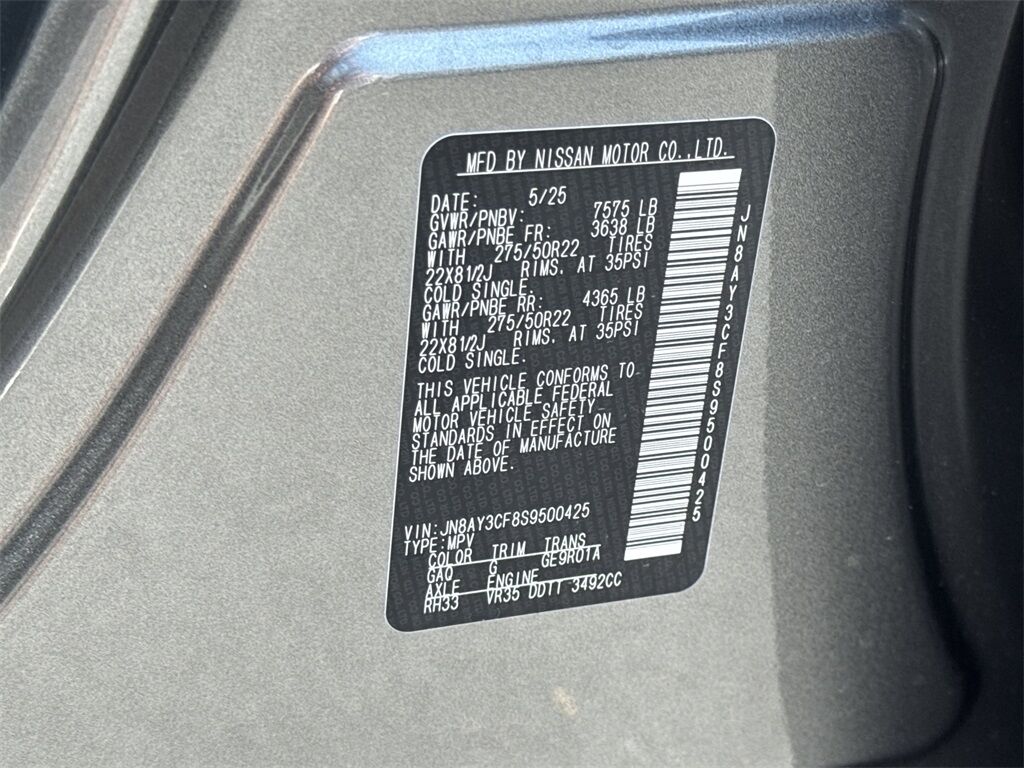 MFD BY NISSAN MOTOR CO.,LTD.
DATE: 5/25
GVWR/PNBV: 7575 LB
GAWR/PNBE FR: 3638 LB
WITH 275/50R22 TIRES
22X81/2J RIMS, AT 35PSI
COLD SINGLE.
GAWR/PNBE RR: 4365 LB
WITH 275/50R22 TIRES
22X81/2J RIMS, AT 35PSI
COLD SINGLE.
THIS VEHICLE CONFORMS TO
ALL APPLICABLE FEDERAL
MOTOR VEHICLE SAFETY
STANDARDS IN EFFECT ON
THE DATE OF MANUFACTURE
SHOWN ABOVE.
VIN:JN8AY3CF8S9500425
TYPE:MPV
COLOR TRIM TRANS
GAO G GE9R01A
AXLE ENGINE
RH33 VR35 DDTT 3492CC
JN8AY3CF8S9500425